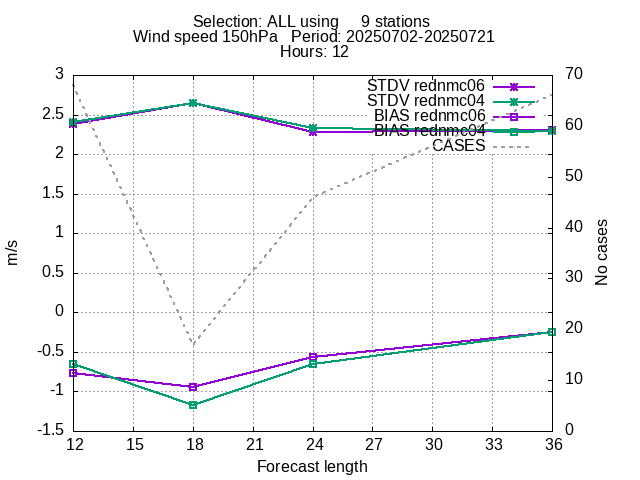 Selection: ALL using     9 stations
Wind speed 150hPa   Period: 20250702-20250721
Hours: 12
STDV rednmc06
STDV rednmc04
BIAS rednmc06
BIAS rednmc04
CASES
3
2.5
2
1.5
1
0.5
0
-0.5
-1
-1.5
m/s
70
60
50
40
30
20
10
0
No cases
12 15 18 21 24 27 30 33 36
Forecast length